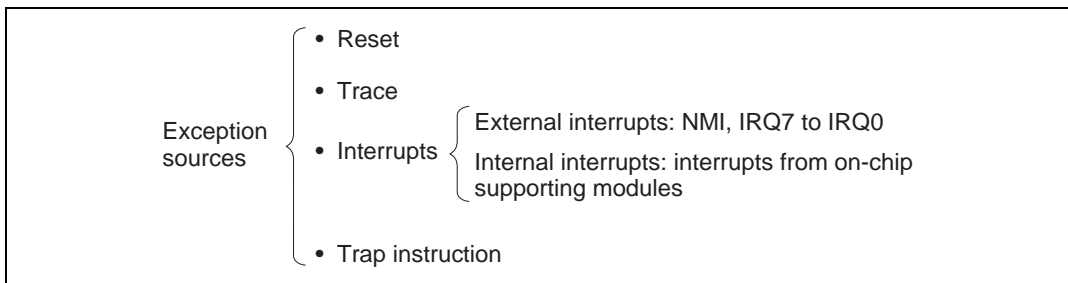 Exception
sources
• Reset
• Trace
• Interrupts
External interrupts: NMI, IRQ7 to IRQ0
Internal interrupts: interrupts from on-chip
supporting modules
• Trap instruction